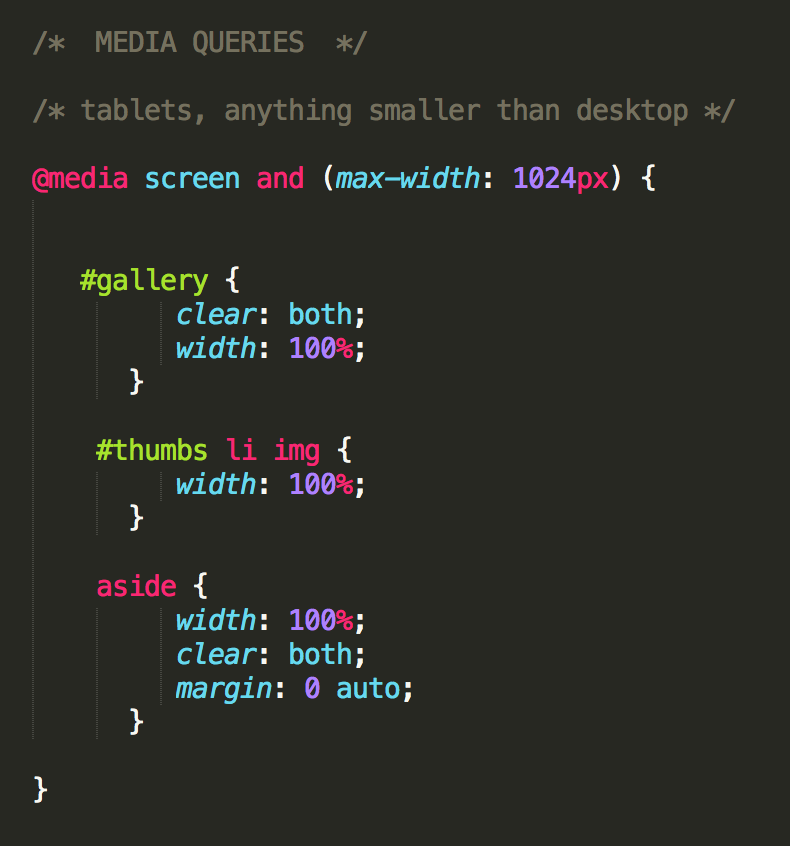 /*  MEDIA QUERIES  */
/* tablets, anything smaller than desktop */
@media screen and (max-width: 1024px) {
#gallery {
clear: both;
width: 100%;
}
#thumbs li img {
width: 100%;
}
aside {
width: 100%;
clear: both;
margin: 0 auto;
}
}